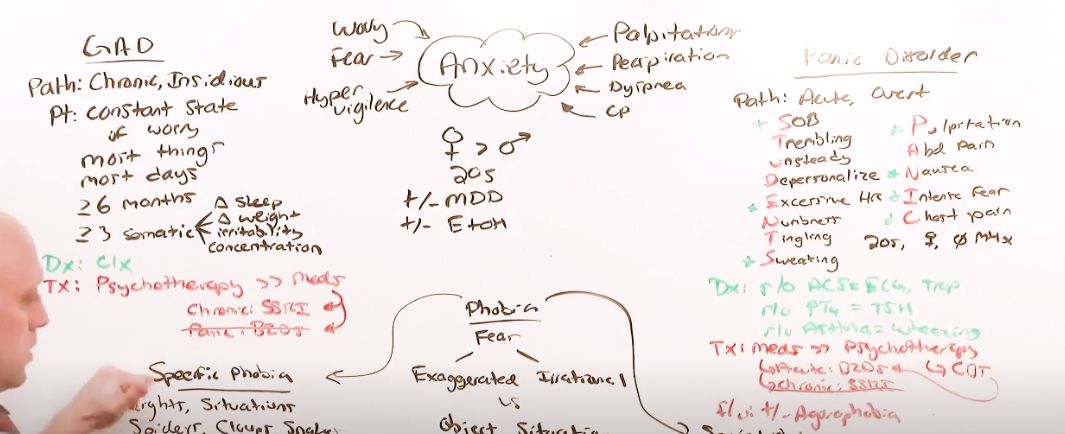 GAD
Path: Chronic, Insidious
Pt: constant state
of worry
most things
most days
≥6 months
≥3 somatic
Δ sleep
Δ weight
irritability
concentration
Dx: Clx
Tx: Psychotherapy >> Meds
Chronic: SSRI
Panic: BZDs
Worry
Fear
Hyper
vigilence
Anxiety
Palpitations
Perpiration
Dyspnea
CP
♀ > ♂
20s
+/- MDD
+/- EtOH
Phobia
Fear
Exaggerated Irrational
vs
Object Situation
Specific Phobia
Situations
Spiders, Clowns Snakes
Panic Disorder
Path: Acute, overt
+ SOB
Trembling
Unsteady
Depersonalize
* Excessive HR
Numbness
Tingling
* Sweating
* Palpitation
Abd Pain
* Nausea
Intense Fear
Chest pain
20s, ♀, Ø MHx
Dx: r/o ACS = ECG, Trp
r/o PT4 = TSH
r/o Asthma = wheezing
Tx: meds >> Psychotherapy
↳ Acute: BZDs ↳ CBT
↳ chronic: SSRI
f/u: +/- Agoraphobia